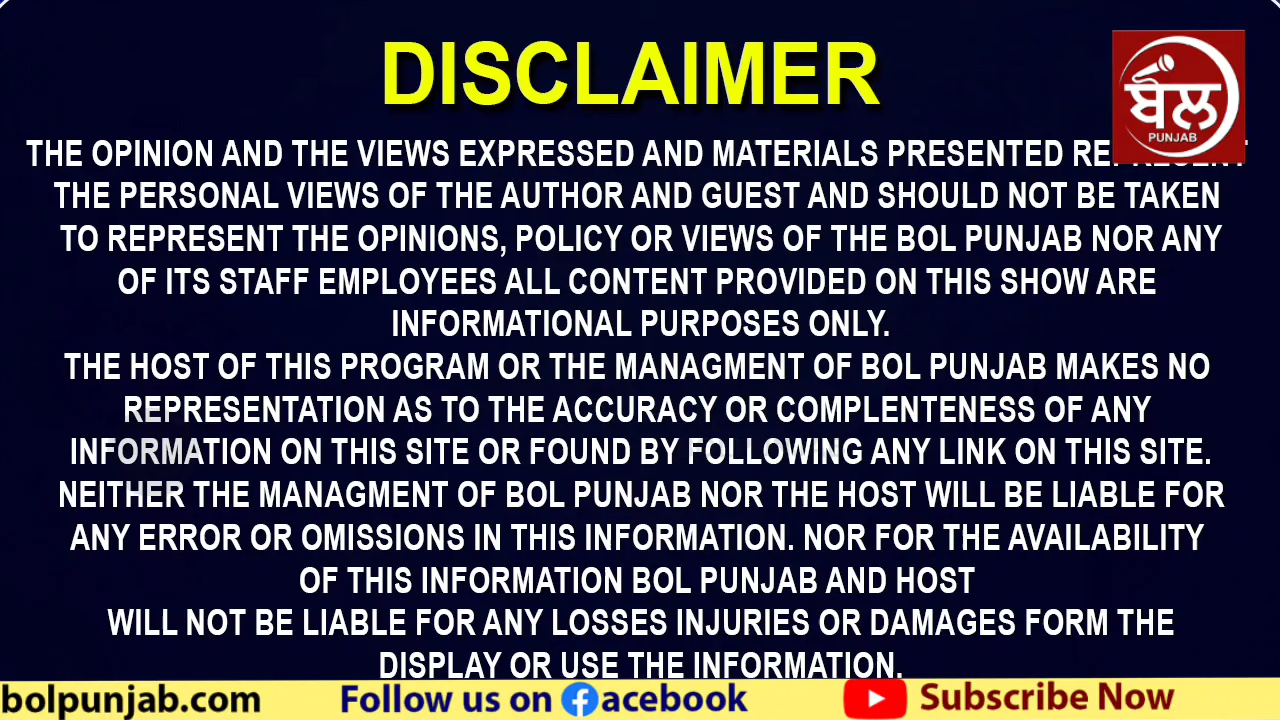 DISCLAIMER
ਬੋਲ
PUNJAB
THE OPINION AND THE VIEWS EXPRESSED AND MATERIALS PRESENTED
THE PERSONAL VIEWS OF THE AUTHOR AND GUEST AND SHOULD NOT BE TAKEN
TO REPRESENT THE OPINIONS, POLICY OR VIEWS OF THE BOL PUNJAB NOR ANY
OF ITS STAFF EMPLOYEES ALL CONTENT PROVIDED ON THIS SHOW ARE
INFORMATIONAL PURPOSES ONLY.
THE HOST OF THIS PROGRAM OR THE MANAGMENT OF BOL PUNJAB MAKES NO
REPRESENTATION AS TO THE ACCURACY OR COMPLENTENESS OF ANY
INFORMATION ON THIS SITE OR FOUND BY FOLLOWING ANY LINK ON THIS SITE.
NEITHER THE MANAGMENT OF BOL PUNJAB NOR THE HOST WILL BE LIABLE FOR
ANY ERROR OR OMISSIONS IN THIS INFORMATION. NOR FOR THE AVAILABILITY
OF THIS INFORMATION BOL PUNJAB AND HOST
WILL NOT BE LIABLE FOR ANY LOSSES INJURIES OR DAMAGES FORM THE
DISPLAY OR USE THE INFORMATION.
bolpunjab.com Follow us on facebook Subscribe Now